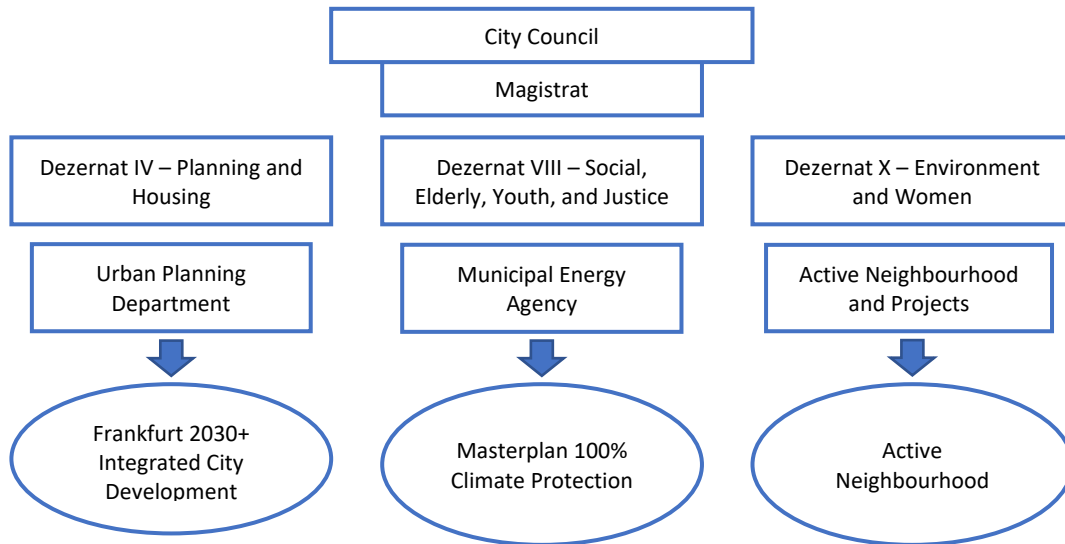 City Council
Magistrat
Dezernat IV – Planning and
Housing
Dezernat VIII – Social,
Elderly, Youth, and Justice
Dezernat X – Environment
and Women
Urban Planning
Department
Municipal Energy
Agency
Active Neighbourhood
and Projects
Frankfurt 2030+
Integrated City
Development
Masterplan 100%
Climate Protection
Active
Neighbourhood